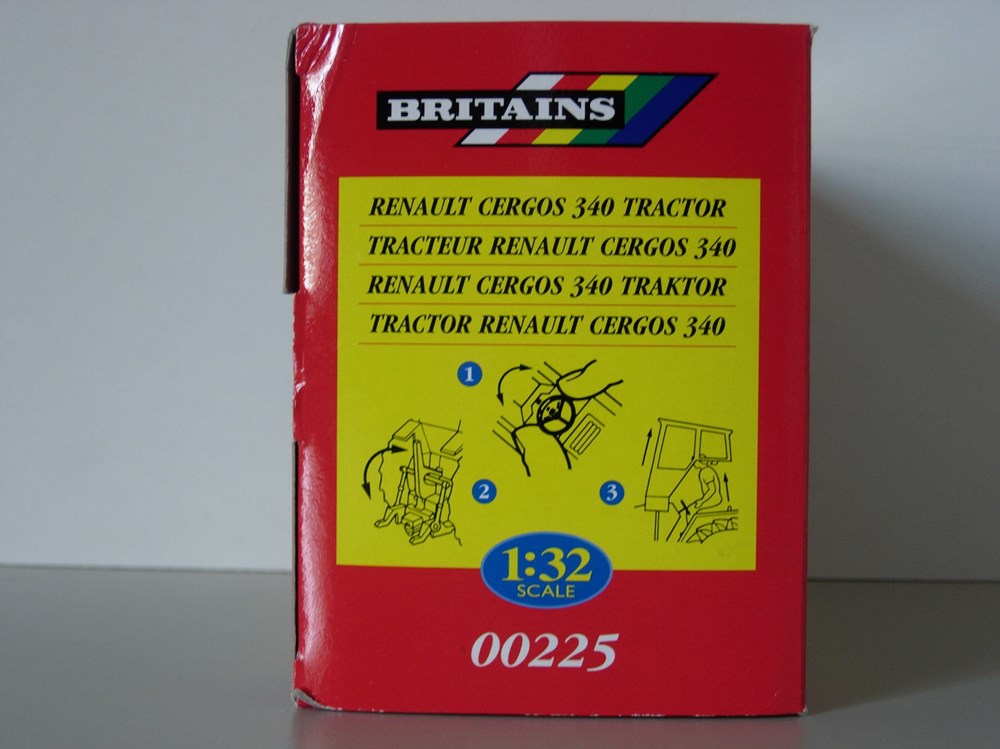 BRITAINS
RENAULT CERGOS 340 TRACTOR
TRACTEUR RENAULT CERGOS 340
RENAULT CERGOS 340 TRAKTOR
TRACTOR RENAULT CERGOS 340
1
2
3
1:32
SCALE
00225